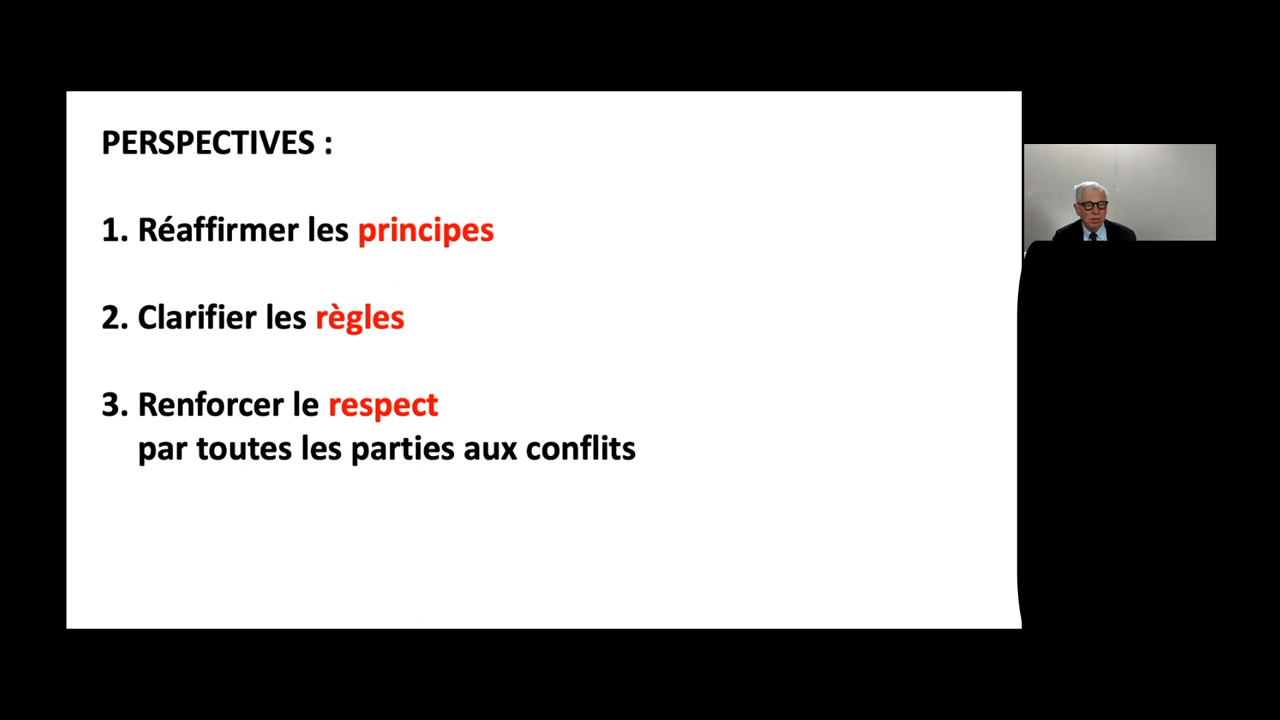 PERSPECTIVES :
1. Réaffirmer les principes
2. Clarifier les règles
3. Renforcer le respect
par toutes les parties aux conflits